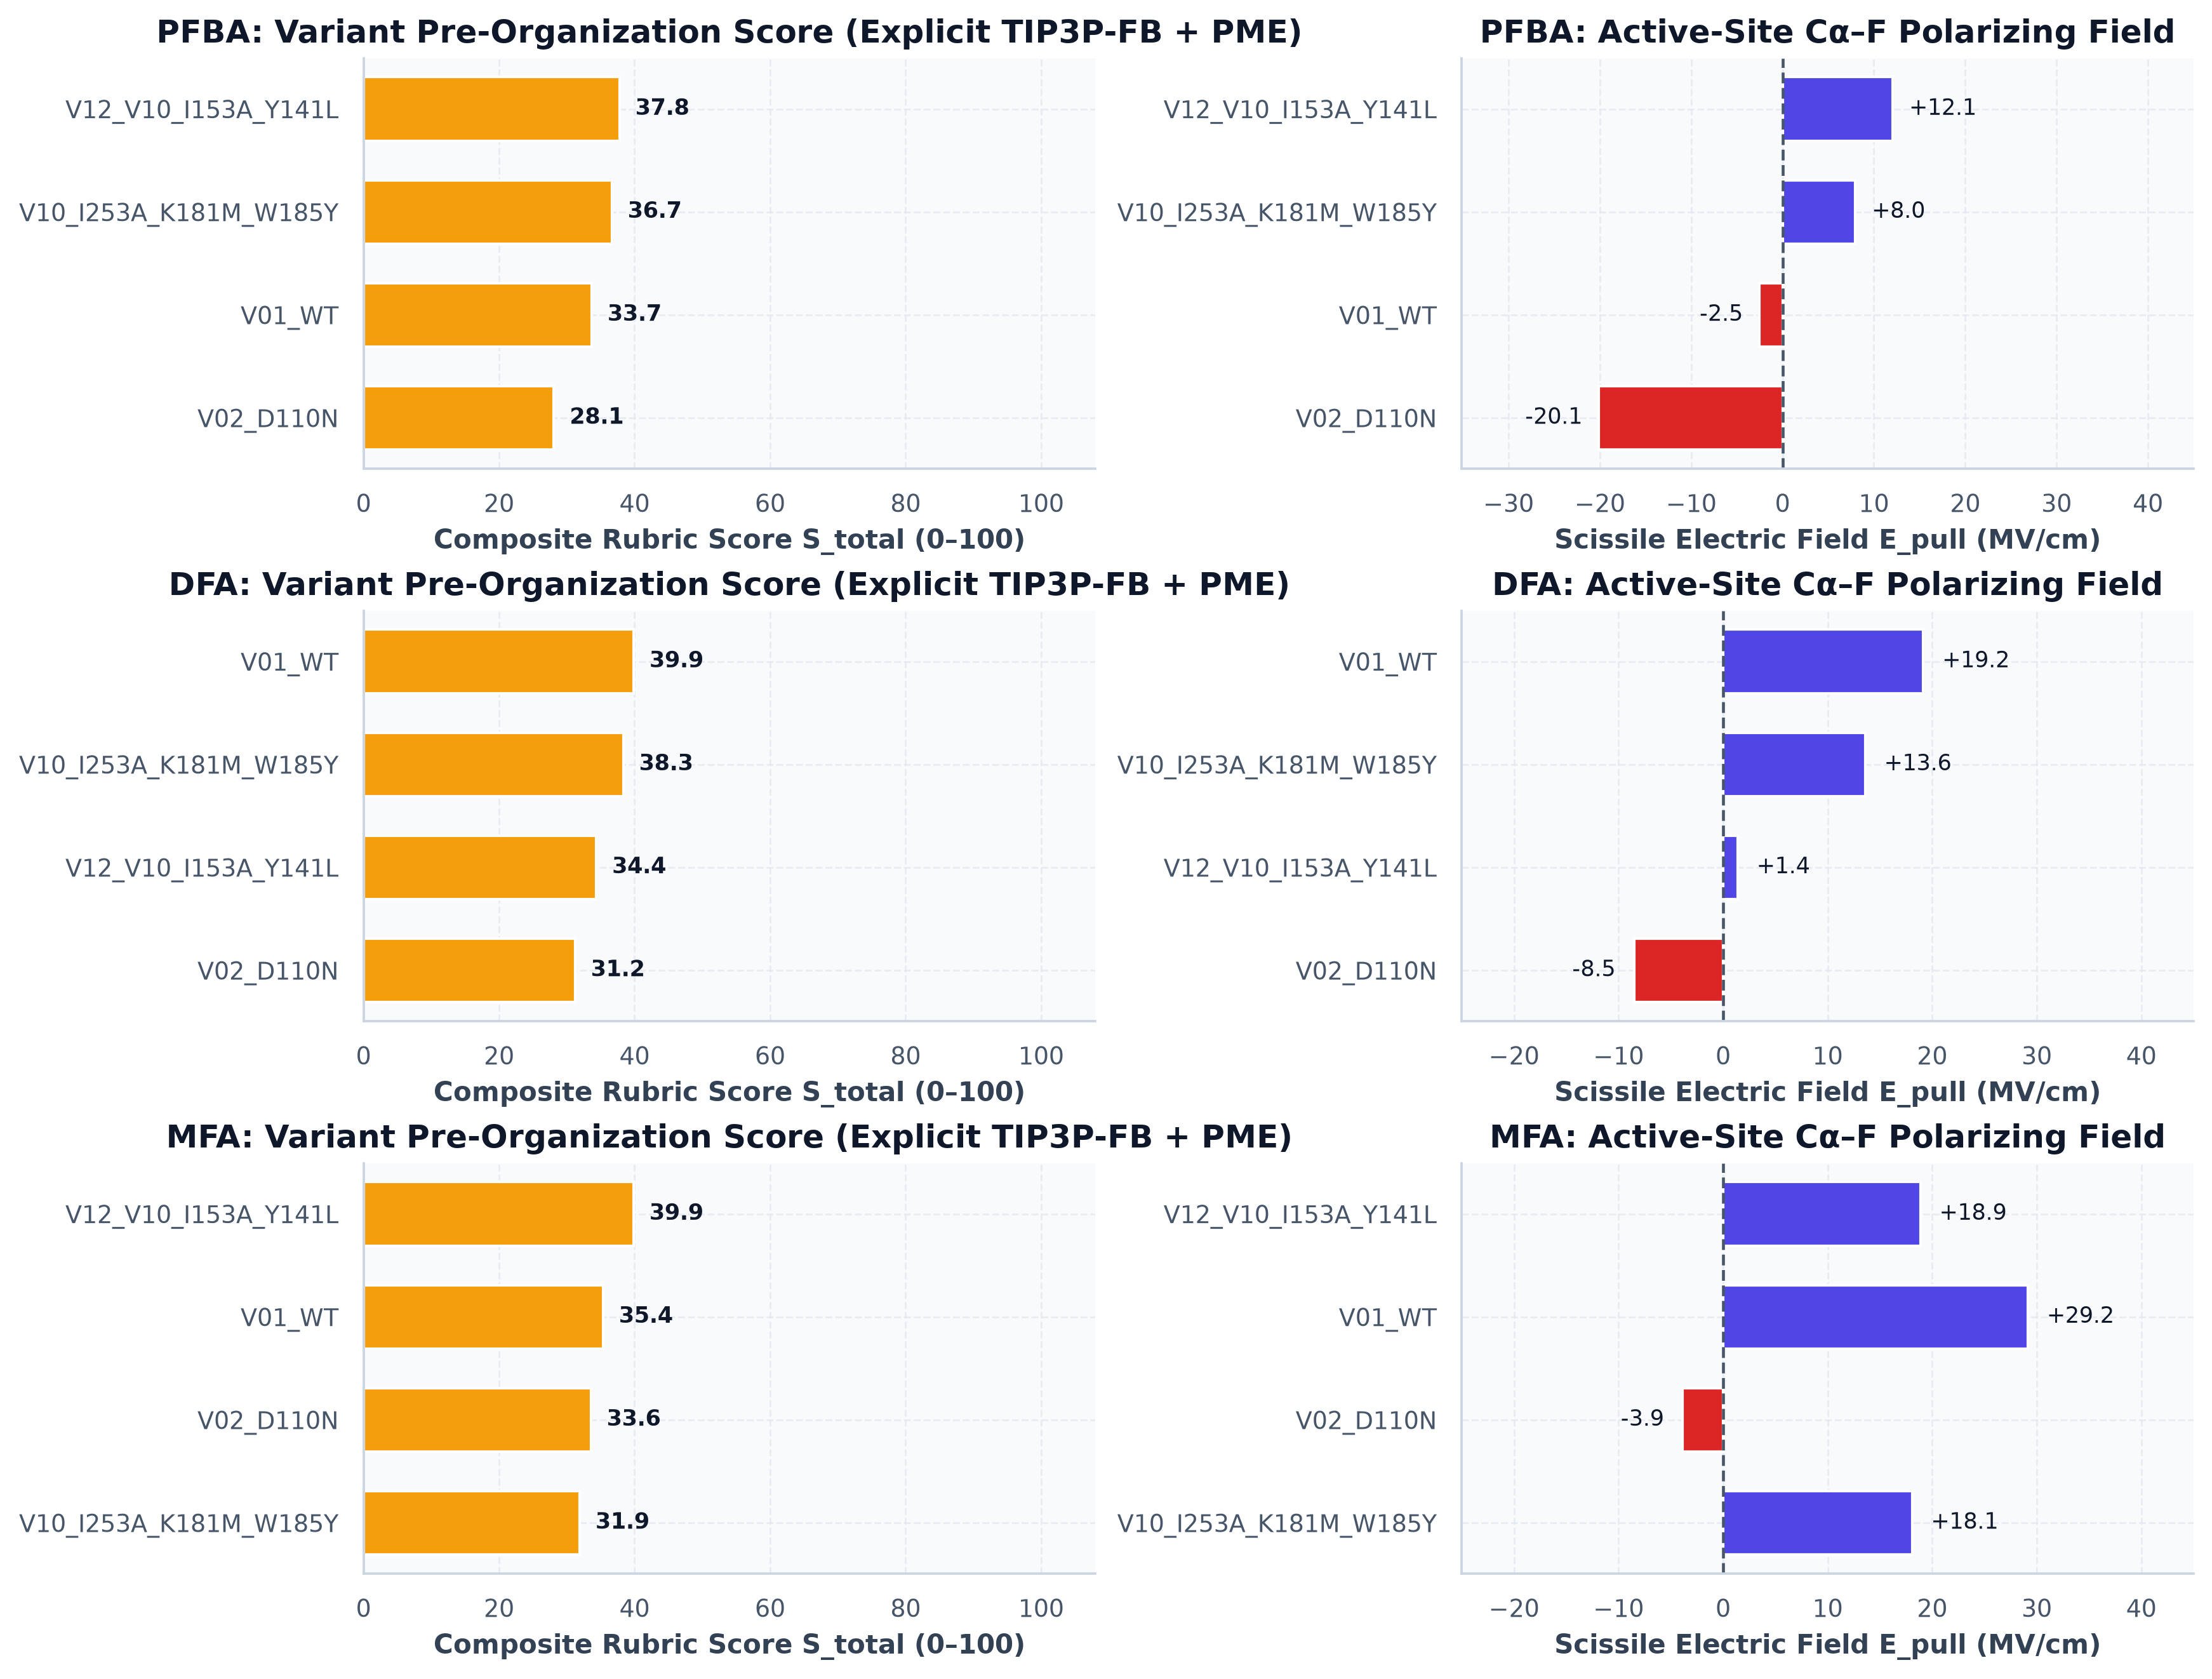 PFBA: Variant Pre-Organization Score (Explicit TIP3P-FB + PME)
V12_V10_I153A_Y141L
37.8
V10_I253A_K181M_W185Y
36.7
V01_WT
33.7
V02_D110N
28.1
0 20 40 60 80 100
Composite Rubric Score S_total (0–100)
PFBA: Active-Site Cα–F Polarizing Field
V12_V10_I153A_Y141L
+12.1
V10_I253A_K181M_W185Y
+8.0
V01_WT
-2.5
V02_D110N
-20.1
−30 −20 −10 0 10 20 30 40
Scissile Electric Field E_pull (MV/cm)
DFA: Variant Pre-Organization Score (Explicit TIP3P-FB + PME)
V01_WT
39.9
V10_I253A_K181M_W185Y
38.3
V12_V10_I153A_Y141L
34.4
V02_D110N
31.2
0 20 40 60 80 100
Composite Rubric Score S_total (0–100)
DFA: Active-Site Cα–F Polarizing Field
V01_WT
+19.2
V10_I253A_K181M_W185Y
+13.6
V12_V10_I153A_Y141L
+1.4
V02_D110N
-8.5
−20 −10 0 10 20 30 40
Scissile Electric Field E_pull (MV/cm)
MFA: Variant Pre-Organization Score (Explicit TIP3P-FB + PME)
V12_V10_I153A_Y141L
39.9
V01_WT
35.4
V02_D110N
33.6
V10_I253A_K181M_W185Y
31.9
0 20 40 60 80 100
Composite Rubric Score S_total (0–100)
MFA: Active-Site Cα–F Polarizing Field
V12_V10_I153A_Y141L
+18.9
V01_WT
+29.2
V02_D110N
-3.9
V10_I253A_K181M_W185Y
+18.1
−20 −10 0 10 20 30 40
Scissile Electric Field E_pull (MV/cm)